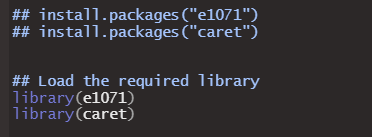 ## install.packages("e1071")
## install.packages("caret")
## Load the required library
library(e1071)
library(caret)